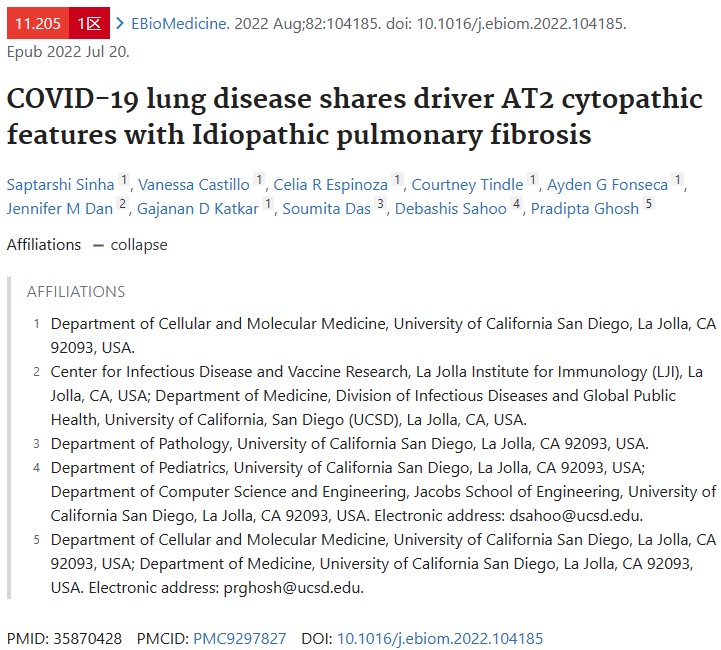 11.205 1区 > EBioMedicine. 2022 Aug;82:104185. doi: 10.1016/j.ebiom.2022.104185.
Epub 2022 Jul 20.
COVID-19 lung disease shares driver AT2 cytopathic
features with Idiopathic pulmonary fibrosis
Saptarshi Sinha 1, Vanessa Castillo 1, Celia R Espinoza 1, Courtney Tindle 1, Ayden G Fonseca 1,
Jennifer M Dan 2, Gajanan D Katkar 1, Soumita Das 3, Debashis Sahoo 4, Pradipta Ghosh 5
Affiliations — collapse
AFFILIATIONS
1 Department of Cellular and Molecular Medicine, University of California San Diego, La Jolla, CA
92093, USA.
2 Center for Infectious Disease and Vaccine Research, La Jolla Institute for Immunology (LJI), La
Jolla, CA, USA; Department of Medicine, Division of Infectious Diseases and Global Public
Health, University of California, San Diego (UCSD), La Jolla, CA, USA.
3 Department of Pathology, University of California San Diego, La Jolla, CA 92093, USA.
4 Department of Pediatrics, University of California San Diego, La Jolla, CA 92093, USA;
Department of Computer Science and Engineering, Jacobs School of Engineering, University of
California San Diego, La Jolla, CA 92093, USA. Electronic address: dsahoo@ucsd.edu.
5 Department of Cellular and Molecular Medicine, University of California San Diego, La Jolla, CA
92093, USA; Department of Medicine, University of California San Diego, La Jolla, CA 92093,
USA. Electronic address: prghosh@ucsd.edu.
PMID: 35870428 PMCID: PMC9297827 DOI: 10.1016/j.ebiom.2022.104185